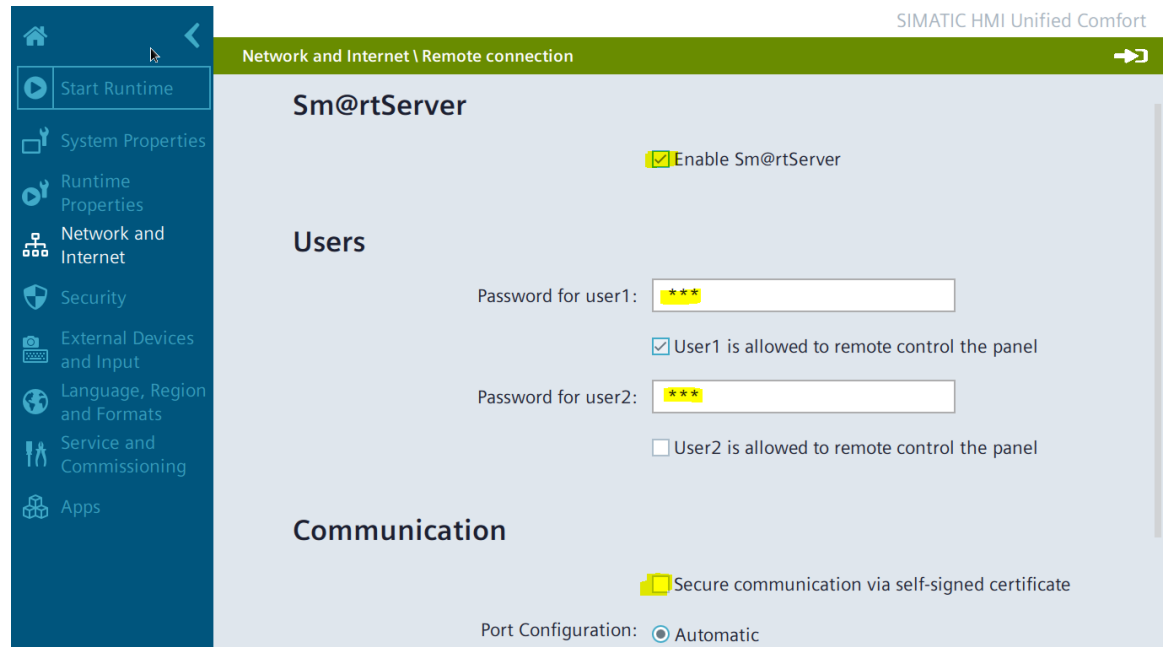 SIMATIC HMI Unified Comfort
Network and Internet \ Remote connection
Start Runtime
System Properties
Runtime
Properties
Network and
Internet
Security
External Devices
and Input
Language, Region
and Formats
Service and
Commissioning
Apps
Sm@rtServer
Enable Sm@rtServer
Users
Password for user1: ***
User1 is allowed to remote control the panel
Password for user2: ***
User2 is allowed to remote control the panel
Communication
Secure communication via self-signed certificate
Port Configuration: Automatic